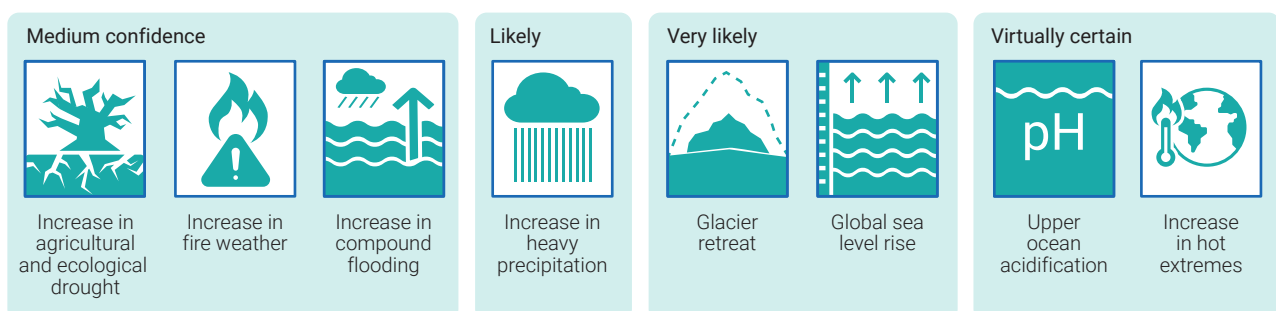 Medium confidence
Increase in
agricultural
and ecological
drought
Increase in
fire weather
Increase in
compound
flooding
Likely
Increase in
heavy
precipitation
Very likely
Glacier
retreat
Global sea
level rise
Virtually certain
pH
Upper
ocean
acidification
Increase
in hot
extremes